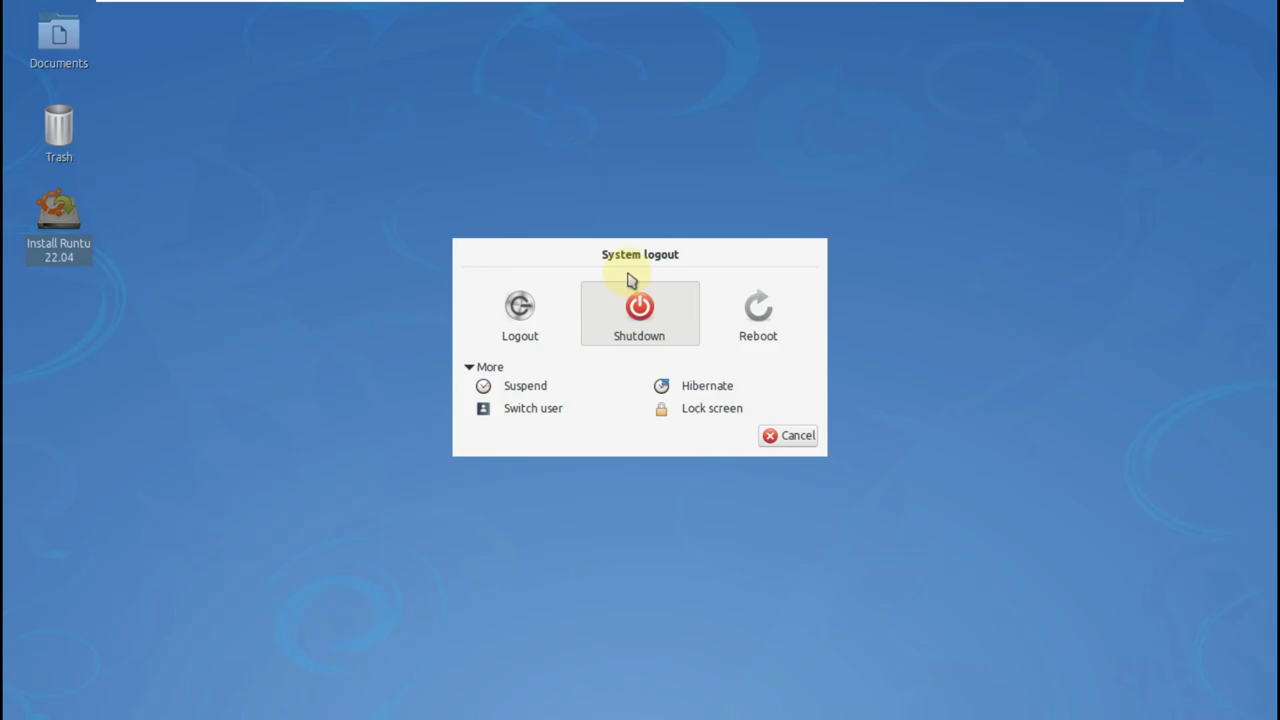 Documents
Trash
Install Runtu
22.04
System logout
Logout
Shutdown
Reboot
More
Suspend
Hibernate
Switch user
Lock screen
Cancel